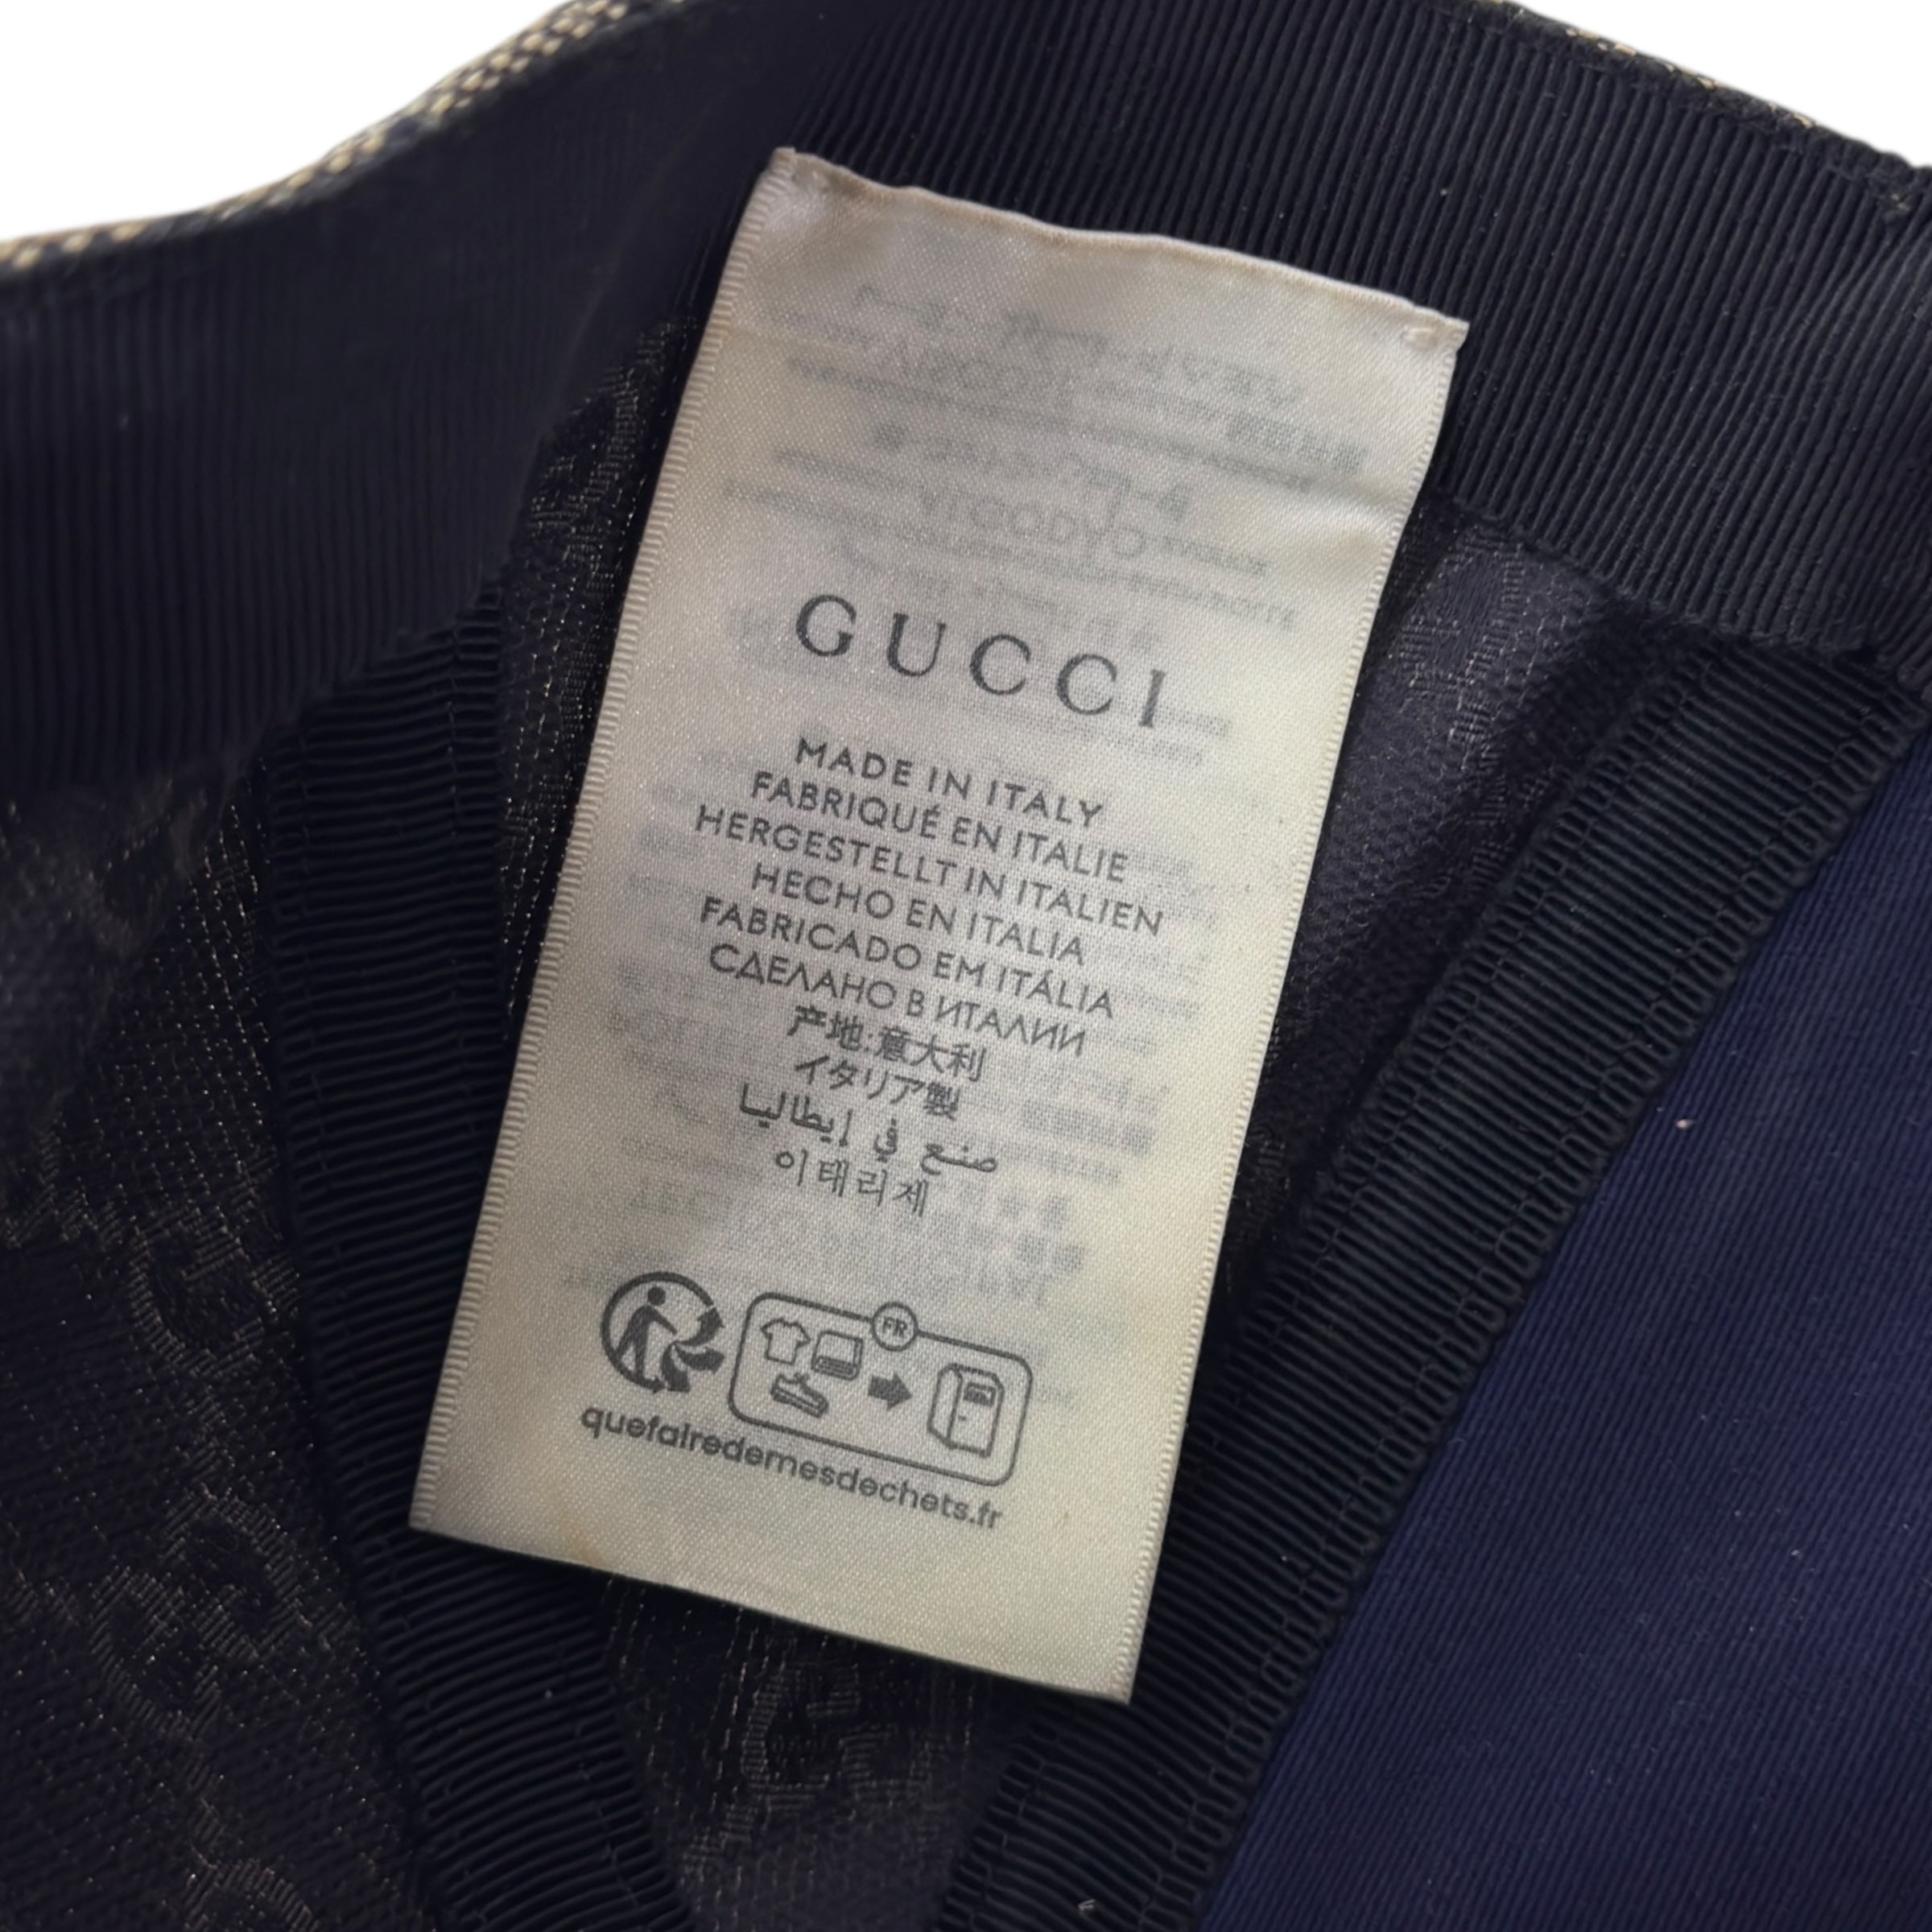 GUCCI
MADE IN ITALY
FABRIQUÉ EN ITALIE
HERGESTELLT IN ITALIEN
HECHO EN ITALIA
FABRICADO EM ITÁLIA
СДЕЛАНО В ИТАЛИИ
产地:意大利
イタリア製
صنع في إيطاليا
이태리제
FR
quefairedemesdechets.fr